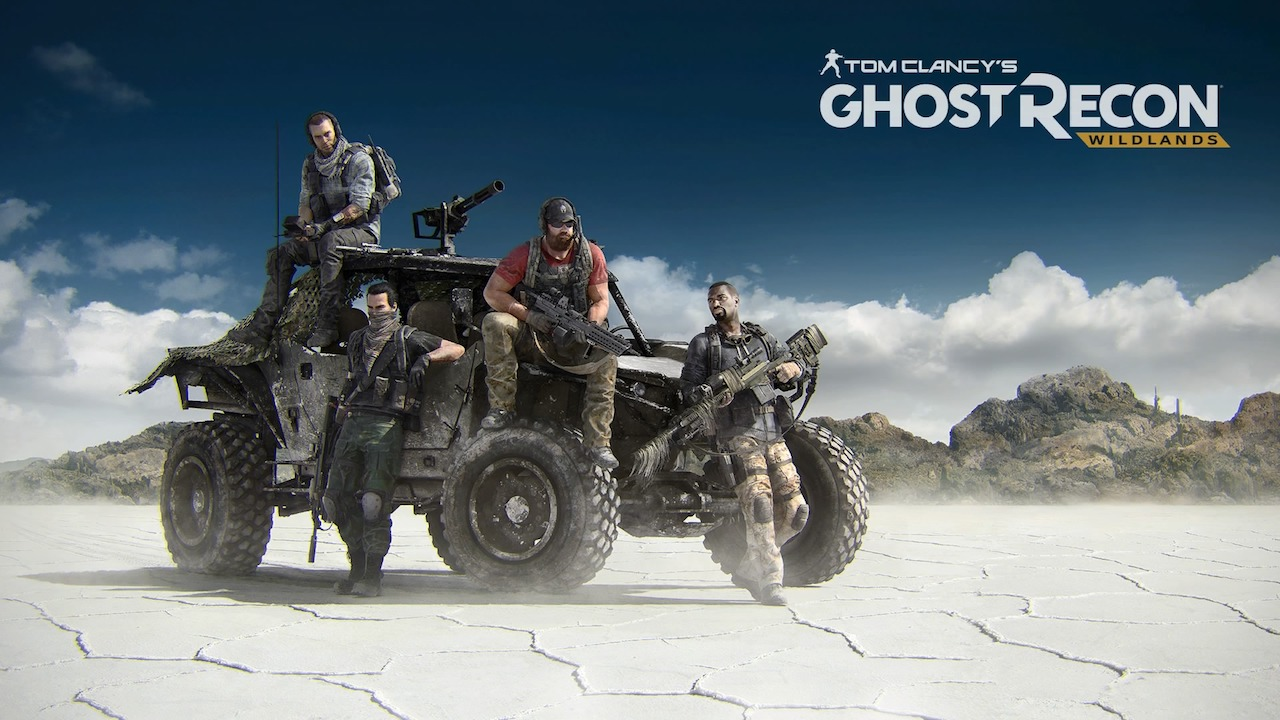 TOM CLANCY'S
GHOST RECON
WILDLANDS